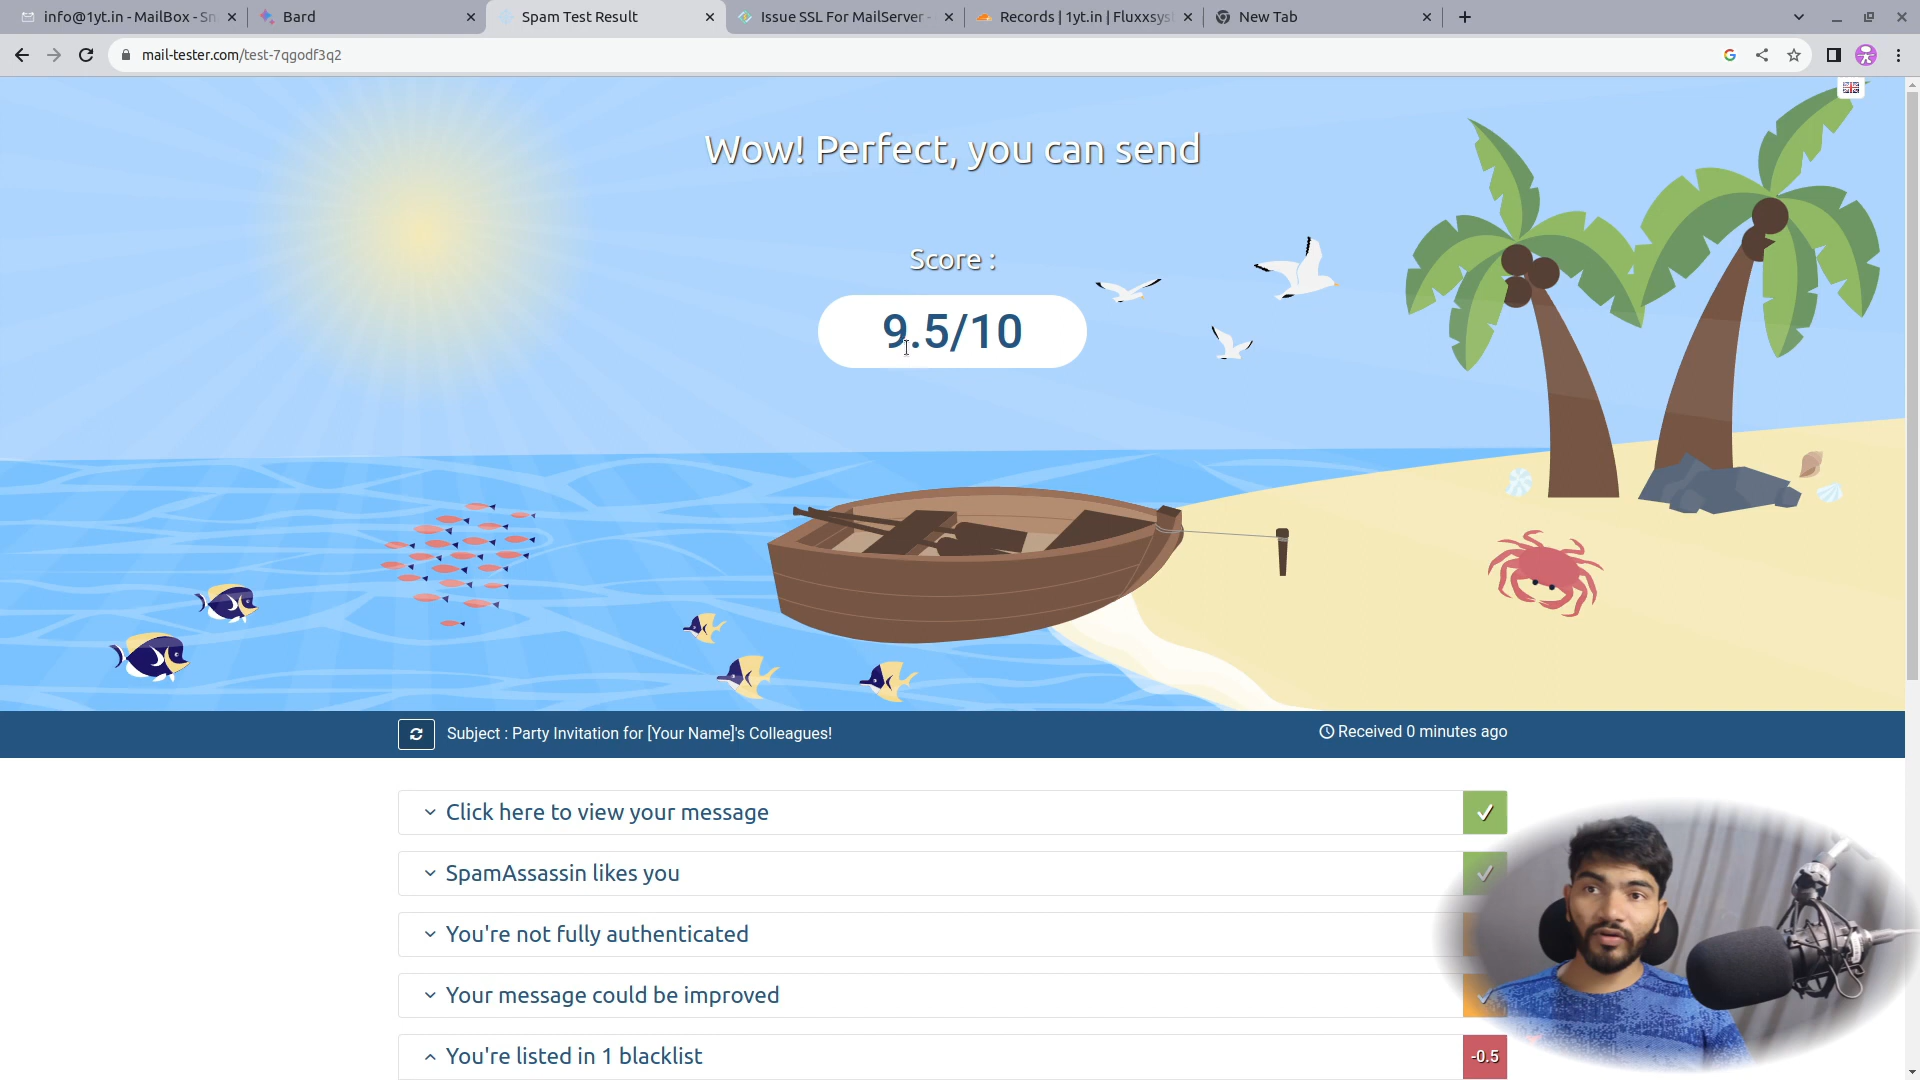 info@1yt.in - MailBox - Sn
Bard
Spam Test Result
Issue SSL For MailServer -
Records | 1yt.in | Fluxxsys
New Tab
mail-tester.com/test-7qgodf3q2
Wow! Perfect, you can send
Score :
9.5/10
Subject : Party Invitation for [Your Name]'s Colleagues!
Received 0 minutes ago
Click here to view your message
SpamAssassin likes you
You're not fully authenticated
Your message could be improved
You're listed in 1 blacklist
-0.5